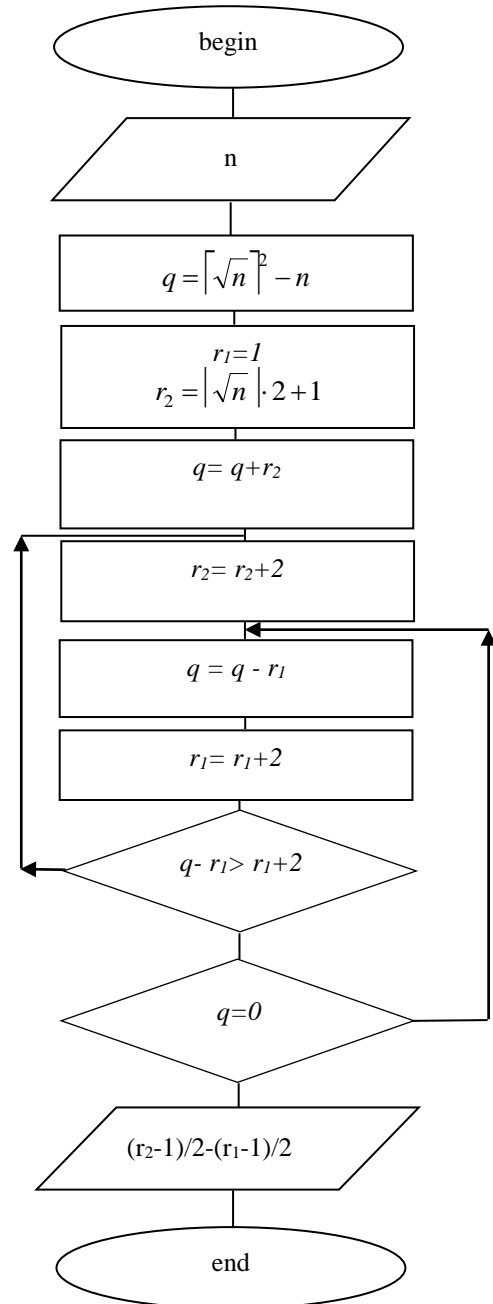 begin
n
q = ⌈√n⌉² − n
r₁=1
r₂ = |√n| · 2 + 1
q= q+r₂
r₂= r₂+2
q = q - r₁
r₁= r₁+2
q- r₁> r₁+2
q=0
(r₂-1)/2-(r₁-1)/2
end